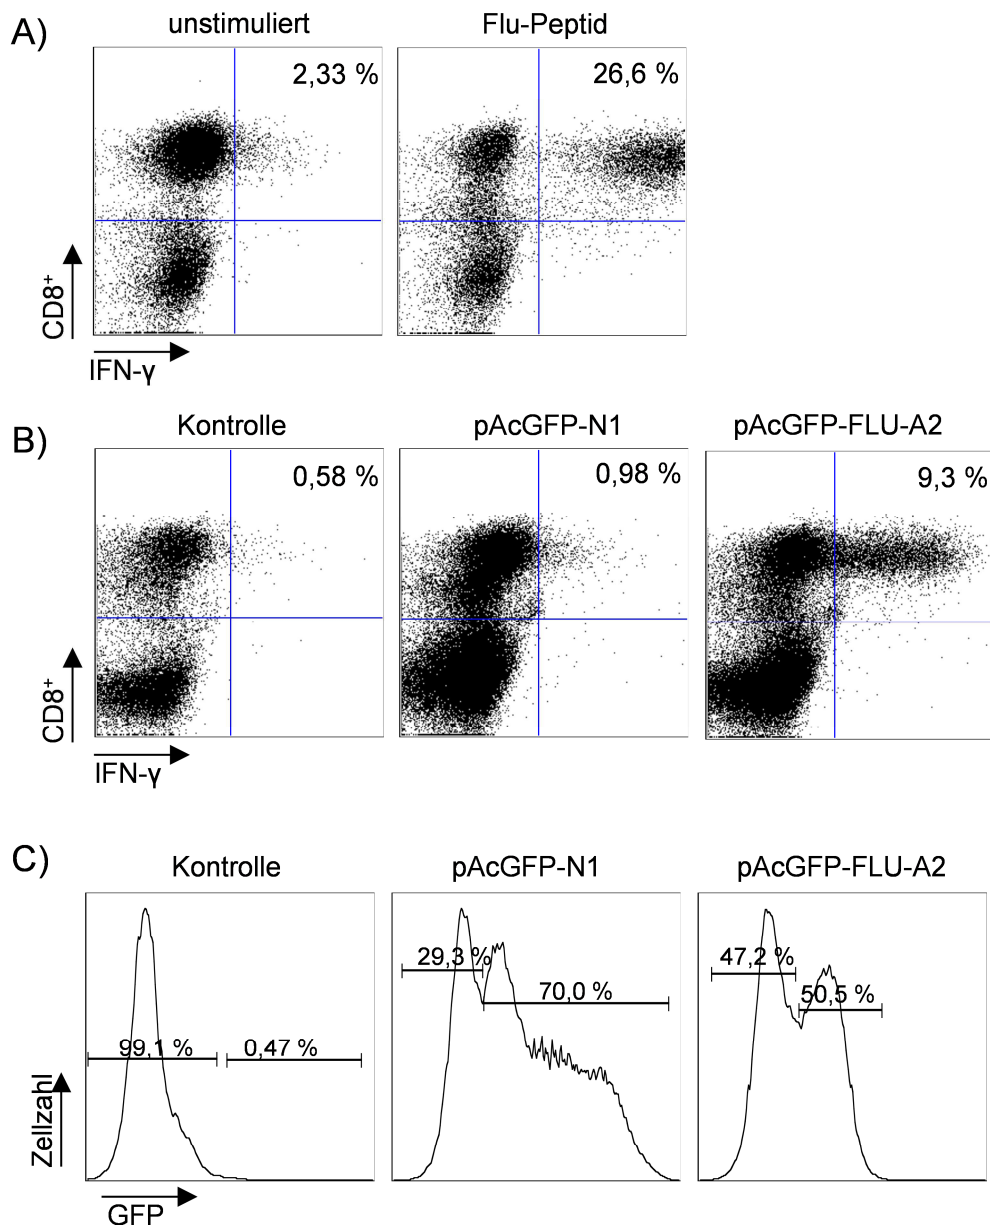 A)
unstimuliert
Flu-Peptid
2,33 %
26,6 %
CD8+
IFN-γ
B)
Kontrolle
pAcGFP-N1
pAcGFP-FLU-A2
0,58 %
0,98 %
9,3 %
CD8+
IFN-γ
C)
Kontrolle
pAcGFP-N1
pAcGFP-FLU-A2
99,1 %
0,47 %
29,3 %
70,0 %
47,2 %
50,5 %
Zellzahl
GFP